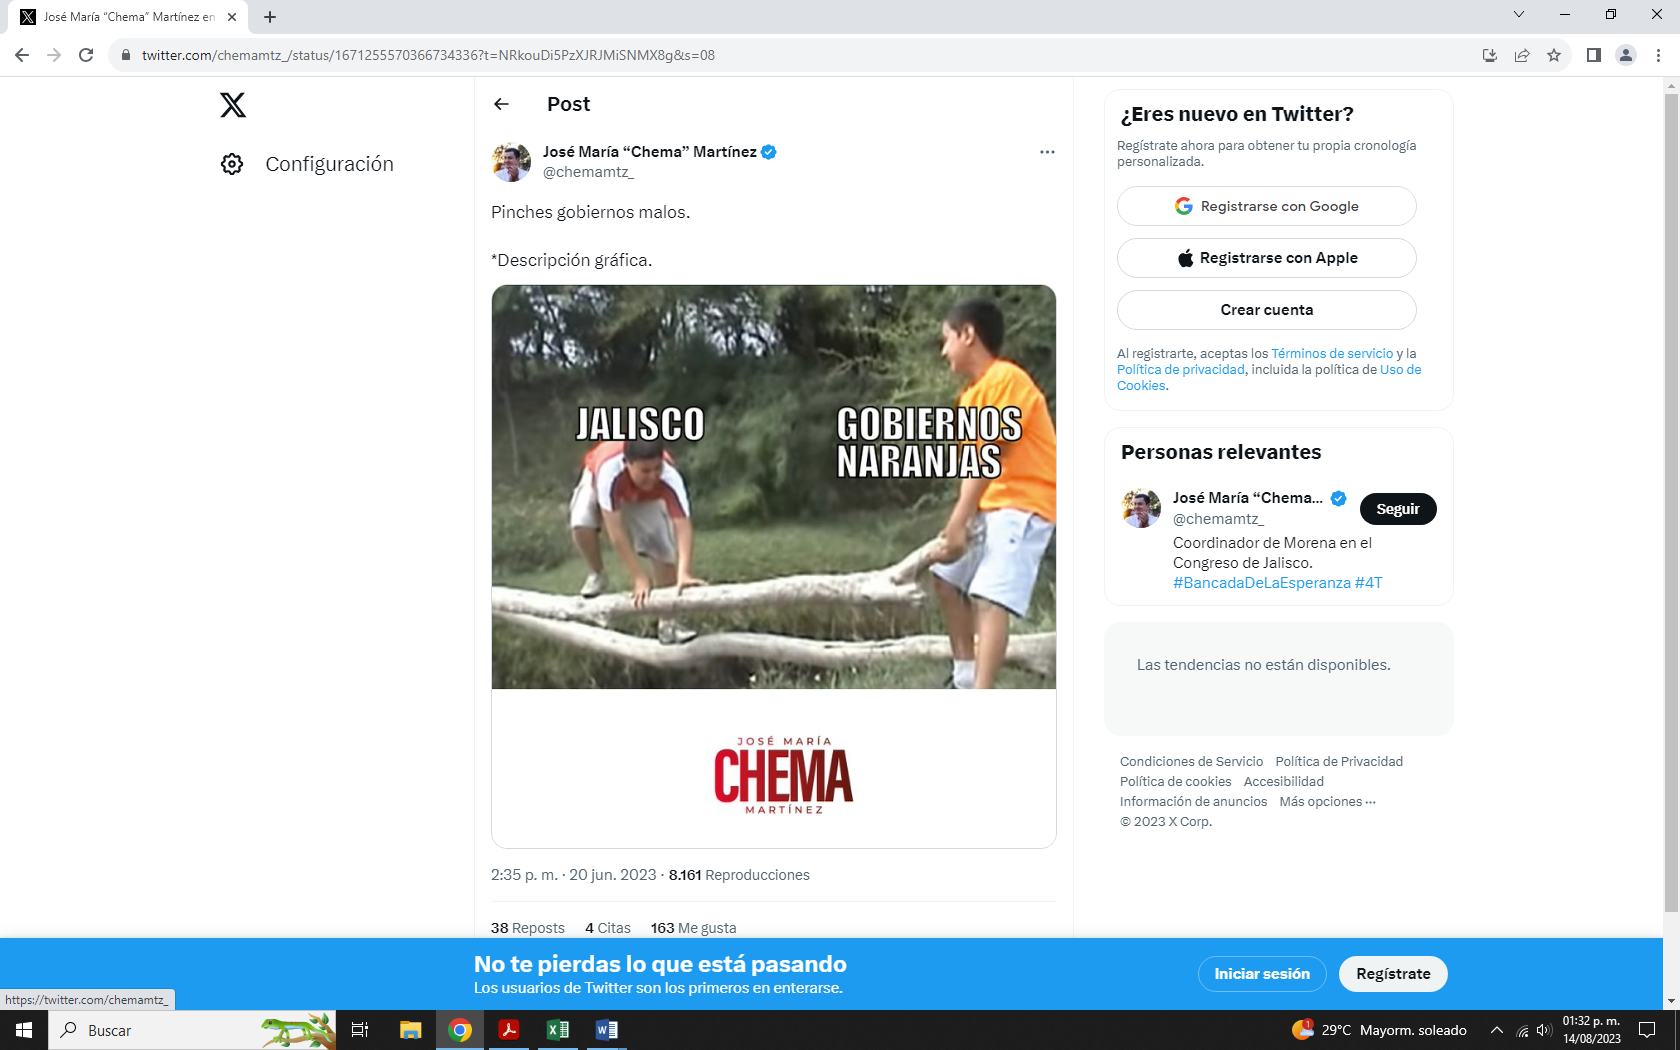 José María “Chema” Martínez en
twitter.com/chemamtz_/status/1671255570366734336?t=NRkouDi5PzXJRJMiSNMX8g&s=08
Configuración
Post
José María “Chema” Martínez
@chemamtz_
Pinches gobiernos malos.
*Descripción gráfica.
JALISCO
GOBIERNOS
NARANJAS
JOSÉ MARÍA
CHEMA
MARTÍNEZ
2:35 p. m. · 20 jun. 2023 · 8.161 Reproducciones
38 Reposts 4 Citas 163 Me gusta
¿Eres nuevo en Twitter?
Regístrate ahora para obtener tu propia cronología
personalizada.
Registrarse con Google
Registrarse con Apple
Crear cuenta
Al registrarte, aceptas los Términos de servicio y la
Política de privacidad, incluida la política de Uso de
Cookies.
Personas relevantes
José María “Chema...
@chemamtz_
Seguir
Coordinador de Morena en el
Congreso de Jalisco.
#BancadaDeLaEsperanza #4T
Las tendencias no están disponibles.
Condiciones de Servicio Política de Privacidad
Política de cookies Accesibilidad
Información de anuncios Más opciones ···
© 2023 X Corp.
No te pierdas lo que está pasando
Los usuarios de Twitter son los primeros en enterarse.
Iniciar sesión
Regístrate
https://twitter.com/chemamtz_
Buscar
1
29°C Mayorm. soleado
01:32 p. m.
14/08/2023